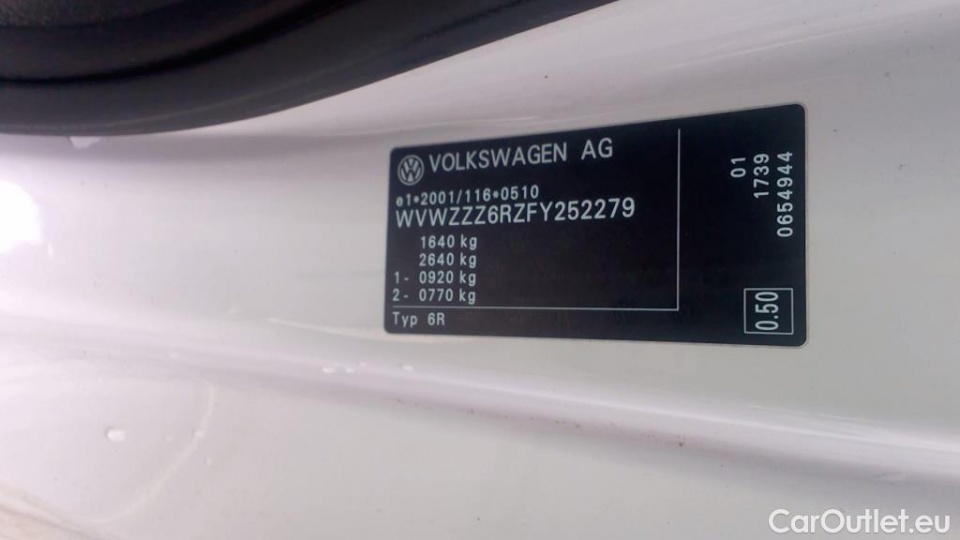 VOLKSWAGEN AG
e1*2001/116*0510
WVWZZZ6RZFY252279
1640 kg
2640 kg
1- 0920 kg
2- 0770 kg
Typ 6R
01
1739
0654944
0.50
CarOutlet.eu